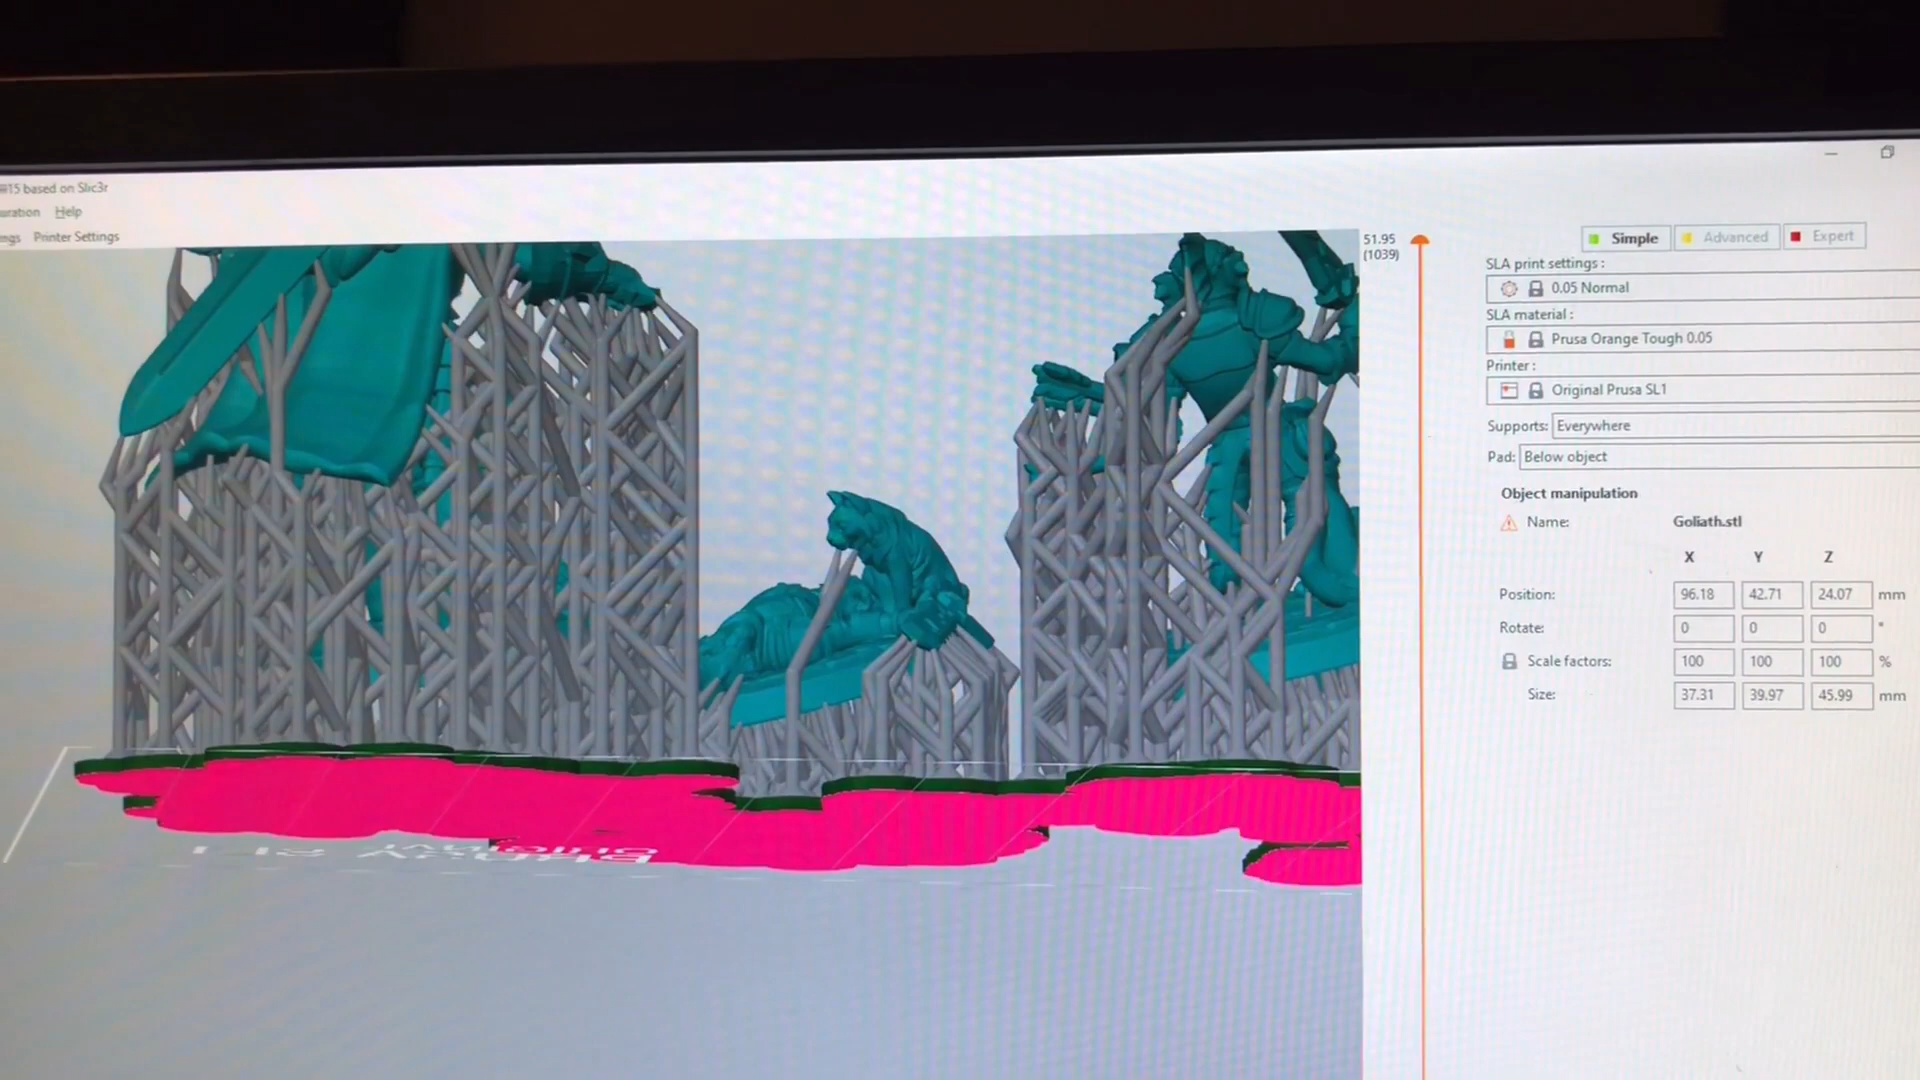 #15 based on Slic3r
uration Help
ngs Printer Settings
51.95
(1039)
Simple Advanced Expert
SLA print settings :
0.05 Normal
SLA material :
Prusa Orange Tough 0.05
Printer :
Original Prusa SL1
Supports: Everywhere
Pad: Below object
Object manipulation
Name: Goliath.stl
X Y Z
Position: 96.18 42.71 24.07 mm
Rotate: 0 0 0 °
Scale factors: 100 100 100 %
Size: 37.31 39.97 45.99 mm